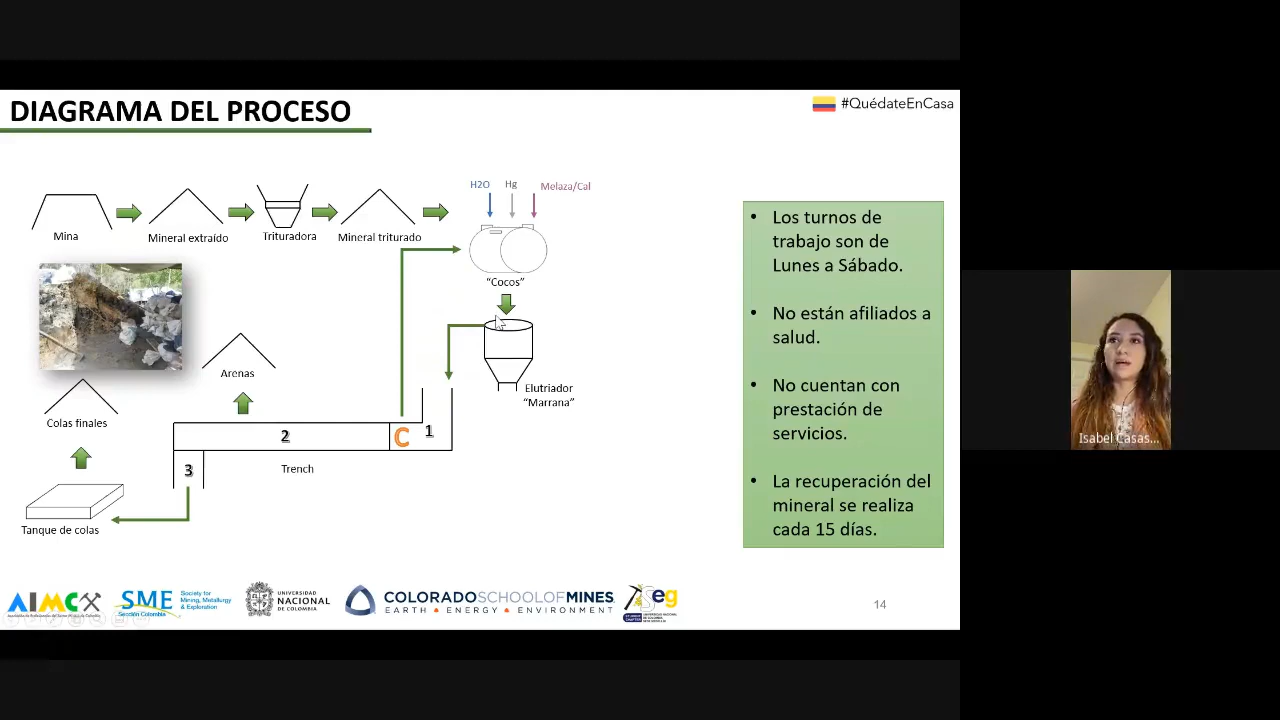 DIAGRAMA DEL PROCESO
#QuédateEnCasa
H2O
Hg
Melaza/Cal
Mina
Mineral extraído
Trituradora
Mineral triturado
"Cocos"
Elutriador
"Marrana"
Arenas
Colas finales
1
C
2
3
Trench
Tanque de colas
• Los turnos de
trabajo son de
Lunes a Sábado.
• No están afiliados a
salud.
• No cuentan con
prestación de
servicios.
• La recuperación del
mineral se realiza
cada 15 días.
Isabel Casas...
AIMC
SME
Sección Colombia
Society for
Mining, Metallurgy
& Exploration
UNIVERSIDAD
NACIONAL
DE COLOMBIA
COLORADOSCHOOLOFMINES
EARTH • ENERGY • ENVIRONMENT
seg
14